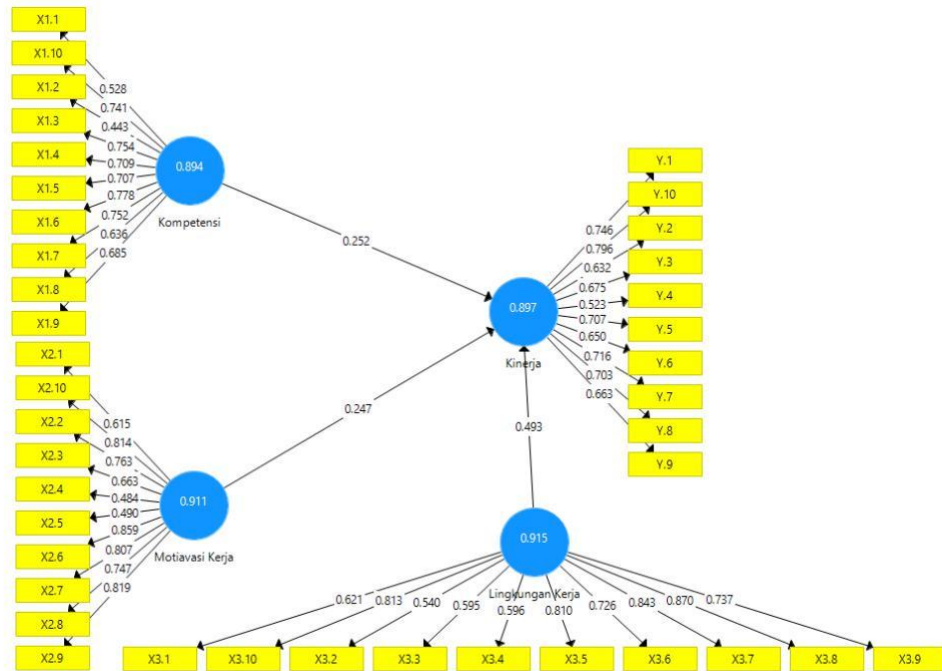 X1.1
X1.10
X1.2
X1.3
X1.4
X1.5
X1.6
X1.7
X1.8
X1.9
0.528
0.741
0.443
0.754
0.709
0.707
0.778
0.752
0.636
0.685
0.894
Kompetensi
0.252
X2.1
X2.10
X2.2
X2.3
X2.4
X2.5
X2.6
X2.7
X2.8
X2.9
0.615
0.814
0.763
0.663
0.484
0.490
0.859
0.807
0.747
0.819
0.911
Motiavasi Kerja
0.247
0.897
Kinerja
0.746
0.796
0.632
0.675
0.523
0.707
0.650
0.716
0.703
0.663
Y.1
Y.10
Y.2
Y.3
Y.4
Y.5
Y.6
Y.7
Y.8
Y.9
0.493
0.915
Lingkungan Kerja
0.621
0.813
0.540
0.595
0.596
0.810
0.726
0.843
0.870
0.737
X3.1
X3.10
X3.2
X3.3
X3.4
X3.5
X3.6
X3.7
X3.8
X3.9